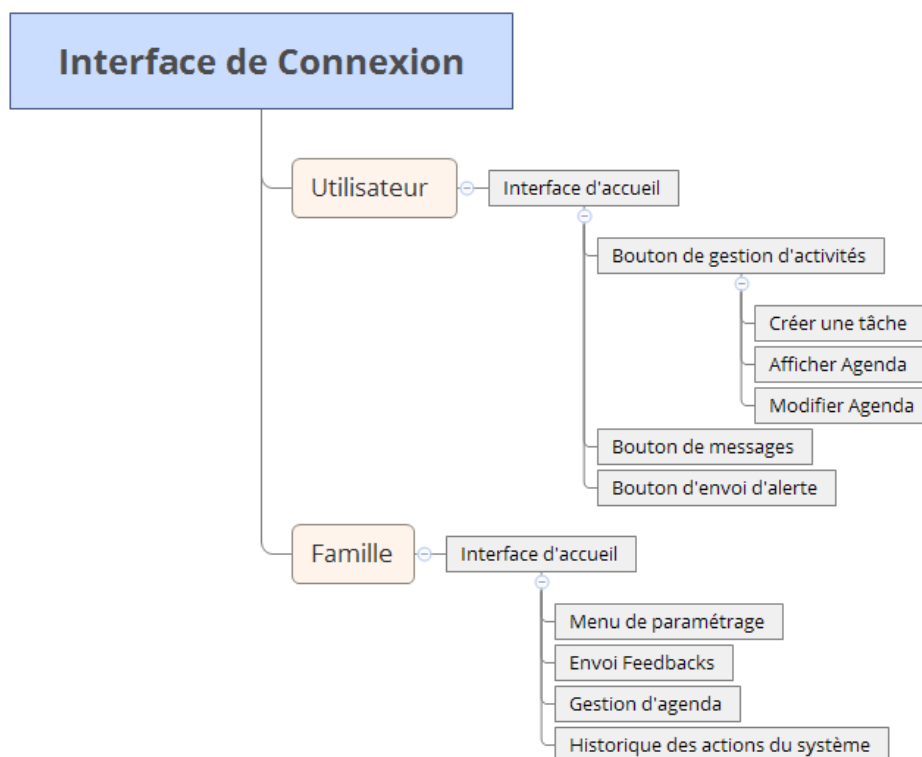 Interface de Connexion
Utilisateur
Interface d'accueil
Bouton de gestion d'activités
Créer une tâche
Afficher Agenda
Modifier Agenda
Bouton de messages
Bouton d'envoi d'alerte
Famille
Interface d'accueil
Menu de paramétrage
Envoi Feedbacks
Gestion d'agenda
Historique des actions du système